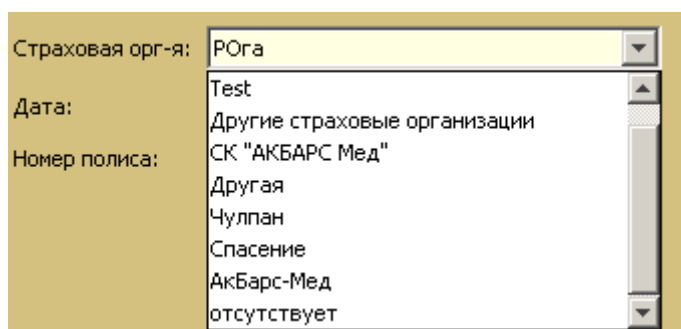 Страховая орг-я: РОга
Test
Дата:
Другие страховые организации
Номер полиса: СК "АКБАРС Мед"
Другая
Чулпан
Спасение
АкБарс-Мед
отсутствует